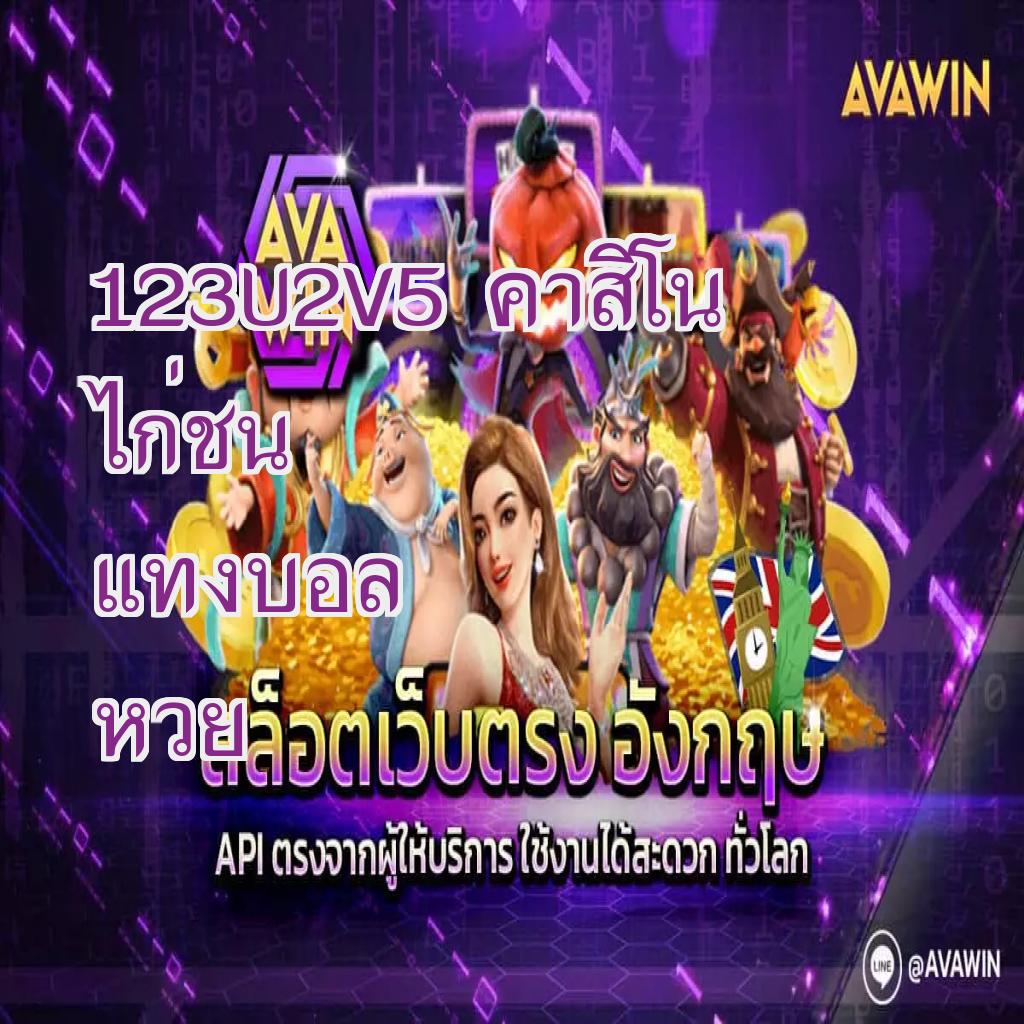 AVAWIN
AVA
WIN
123U2V5 คาสิโน
ไก่ชน
แทงบอล
หวย
สล็อตเว็บตรง อังกฤษ
API ตรงจากผู้ให้บริการ ใช้งานได้สะดวก ทั่วโลก
LINE @AVAWIN